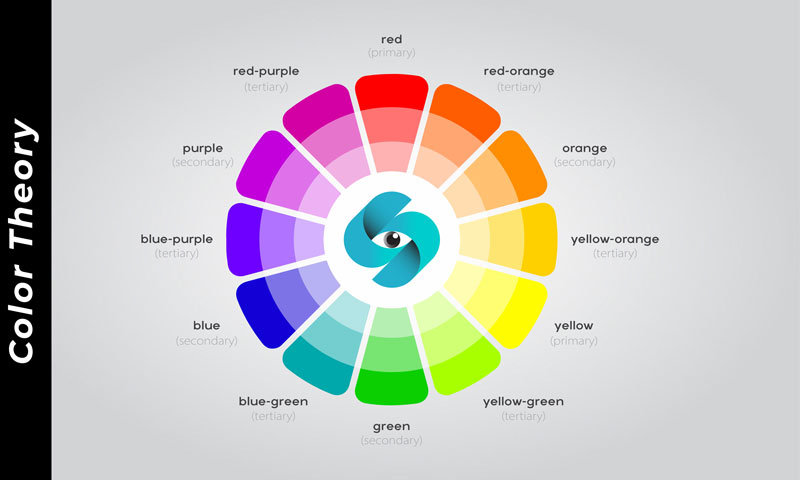 Color Theory
red
(primary)
red-orange
(tertiary)
orange
(secondary)
yellow-orange
(tertiary)
yellow
(primary)
yellow-green
(tertiary)
green
(secondary)
blue-green
(tertiary)
blue
(secondary)
blue-purple
(tertiary)
purple
(secondary)
red-purple
(tertiary)